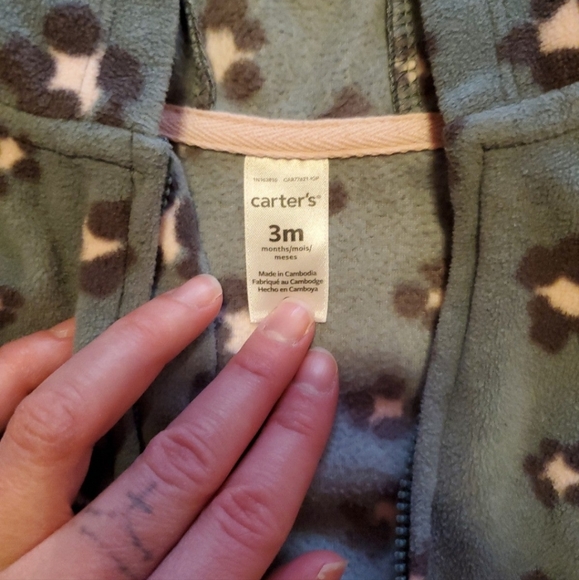 carter's®
3m
months/mois/
meses
Made in Cambodia
Fabriqué au Cambodge
Hecho en Camboya